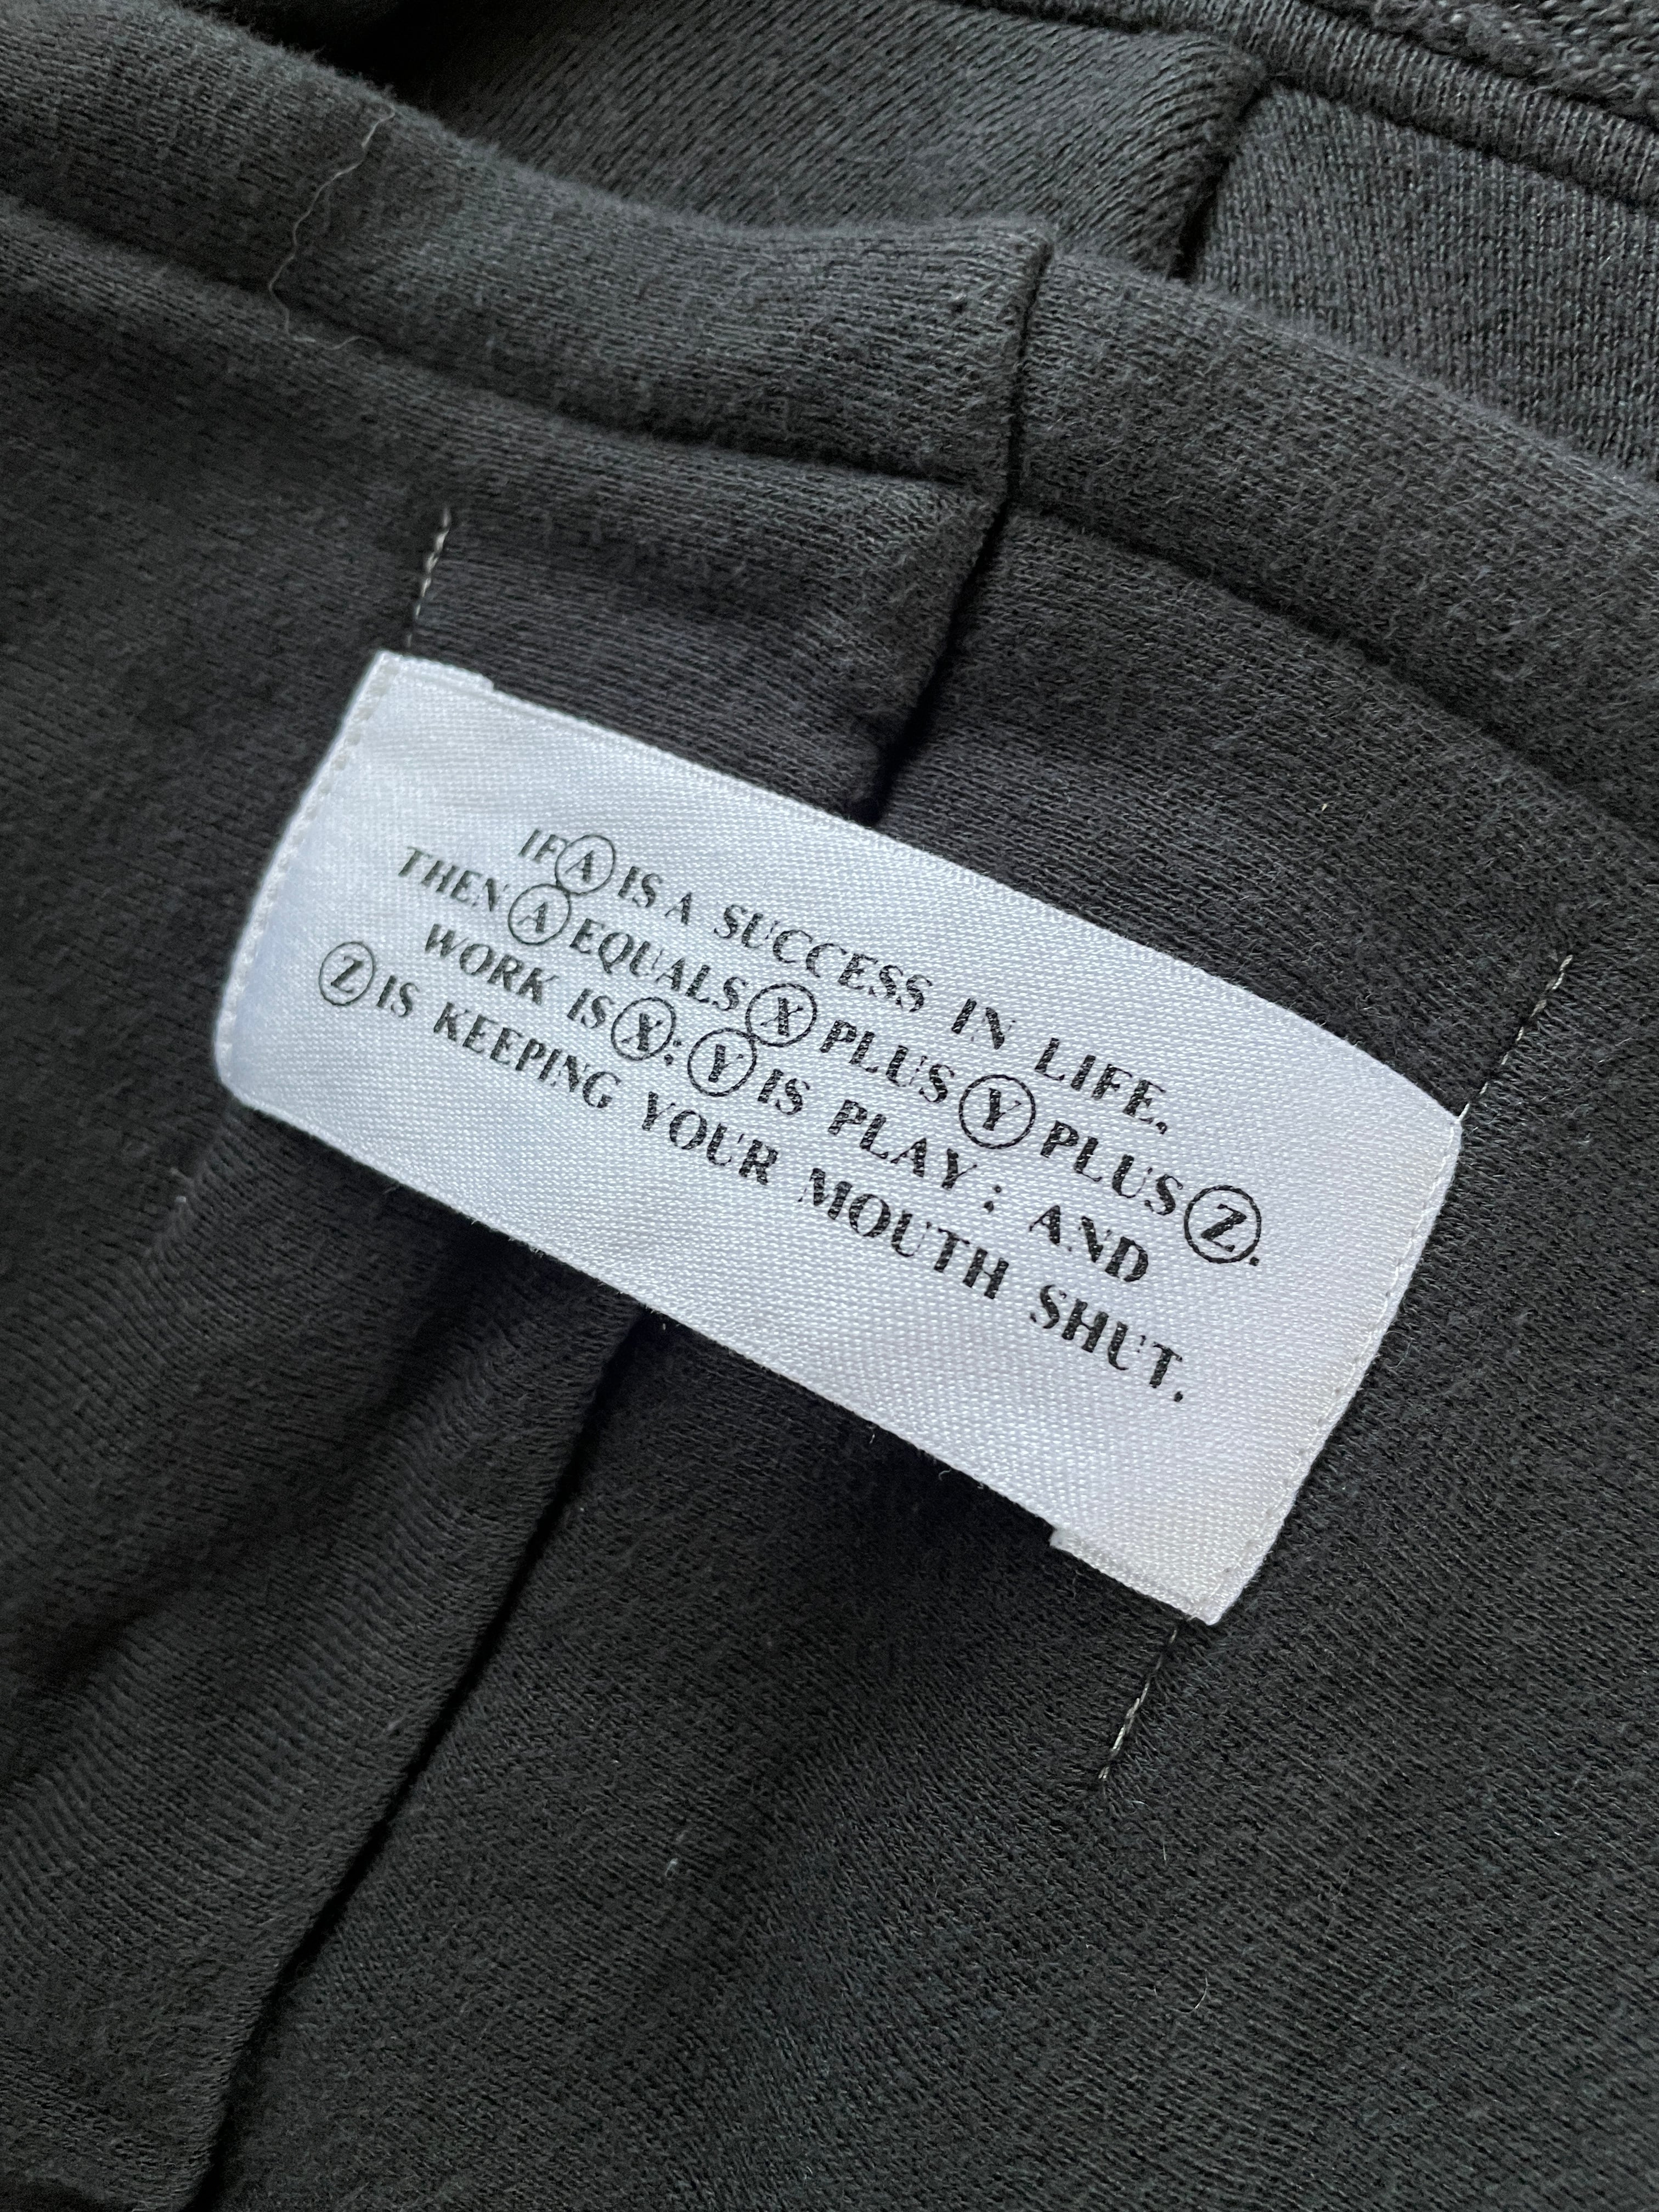 IF Ⓐ IS A SUCCESS IN LIFE.
THEN Ⓐ EQUALS Ⓧ PLUS Ⓨ PLUS Ⓩ.
WORK IS Ⓧ: Ⓨ IS PLAY: AND
Ⓩ IS KEEPING YOUR MOUTH SHUT.